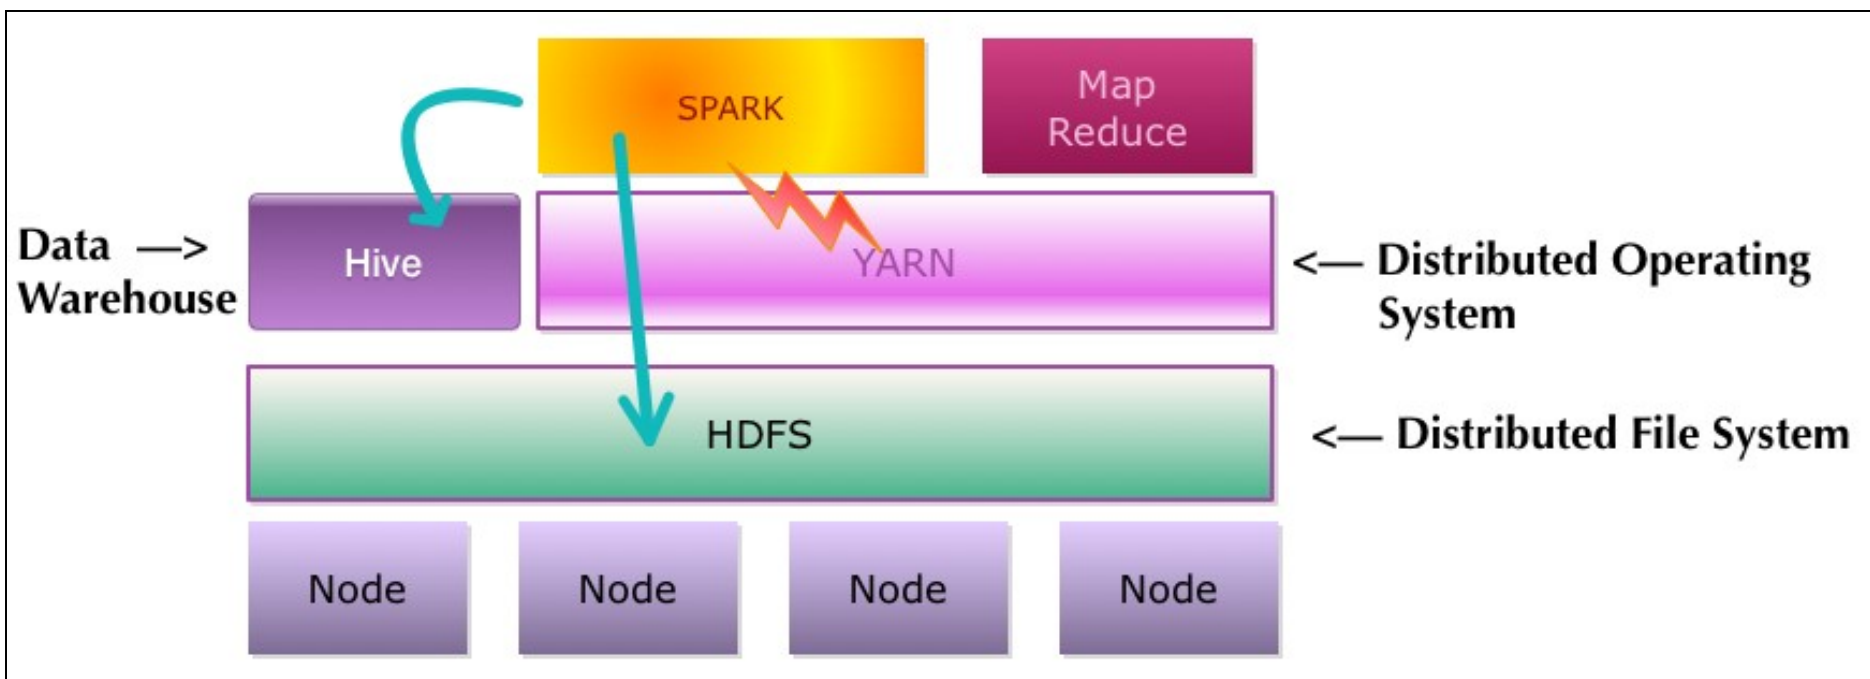 SPARK
Map
Reduce
Data —>
Warehouse
Hive
YARN
<— Distributed Operating
System
HDFS
<— Distributed File System
Node
Node
Node
Node